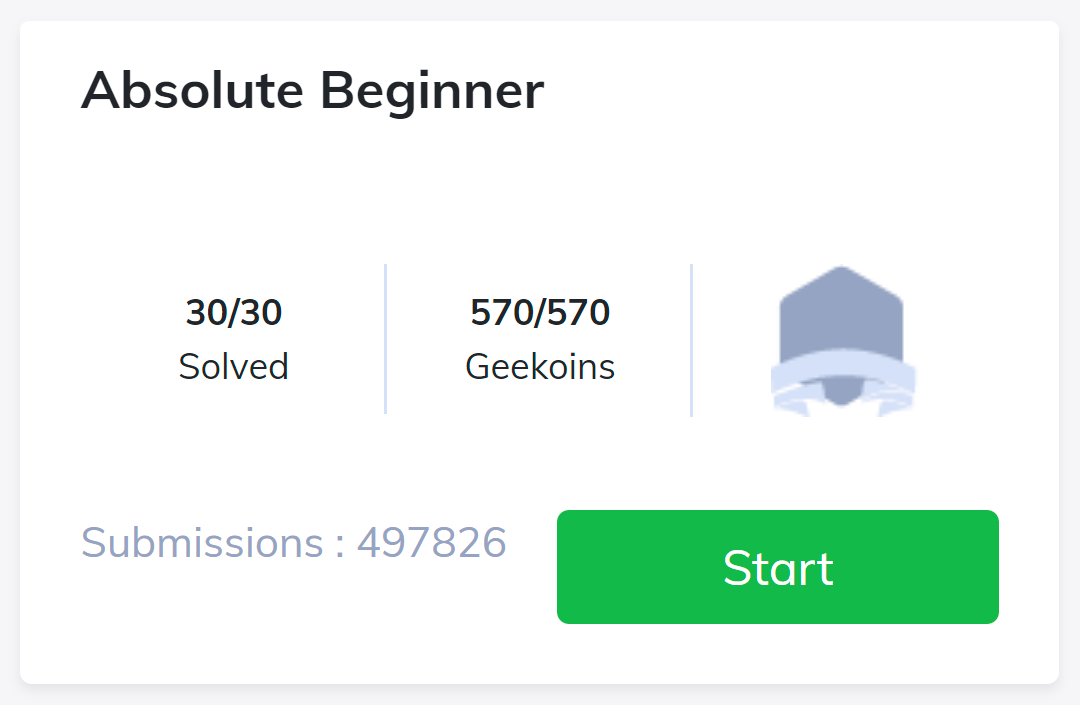 Absolute Beginner
30/30
Solved
570/570
Geekoins
Submissions : 497826
Start